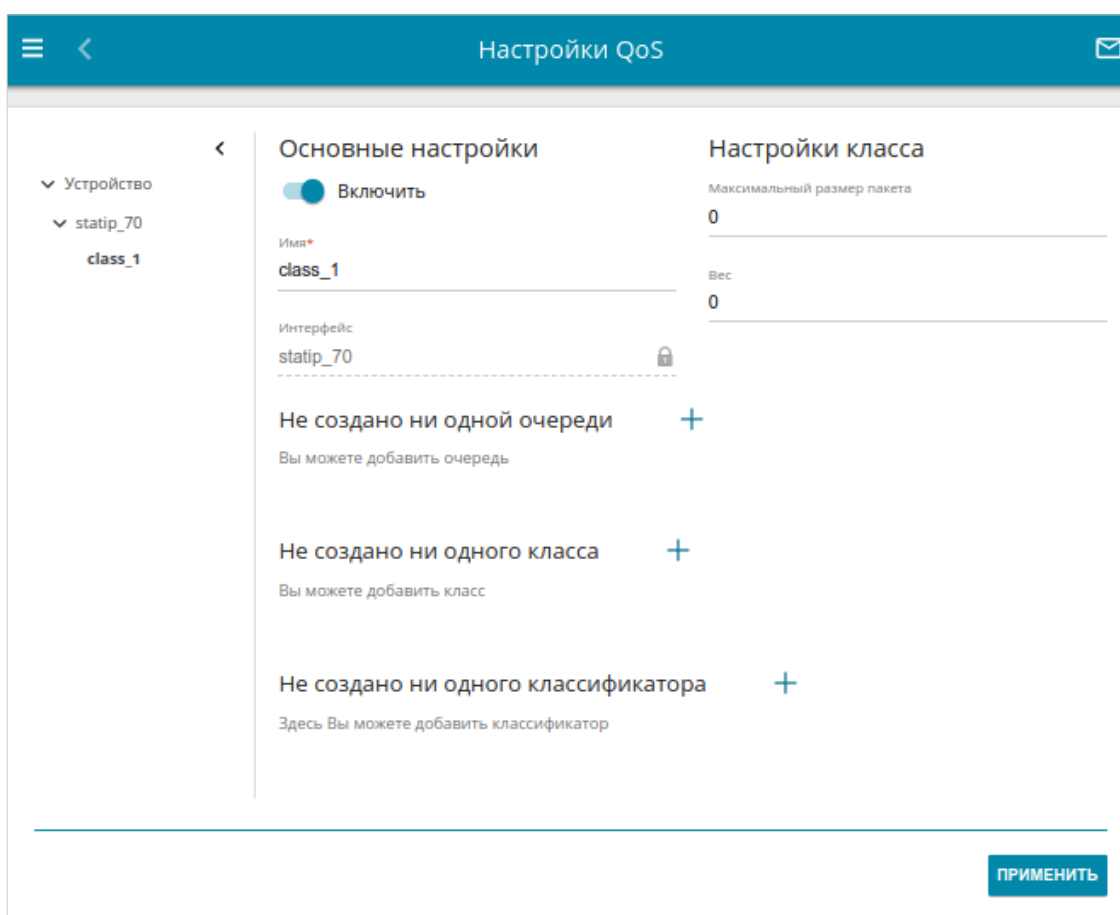 Настройки QoS
Устройство
statip_70
class_1
Основные настройки
Включить
Имя*
class_1
Интерфейс
statip_70
Настройки класса
Максимальный размер пакета
0
Вес
0
Не создано ни одной очереди
Вы можете добавить очередь
Не создано ни одного класса
Вы можете добавить класс
Не создано ни одного классификатора
Здесь Вы можете добавить классификатор
ПРИМЕНИТЬ